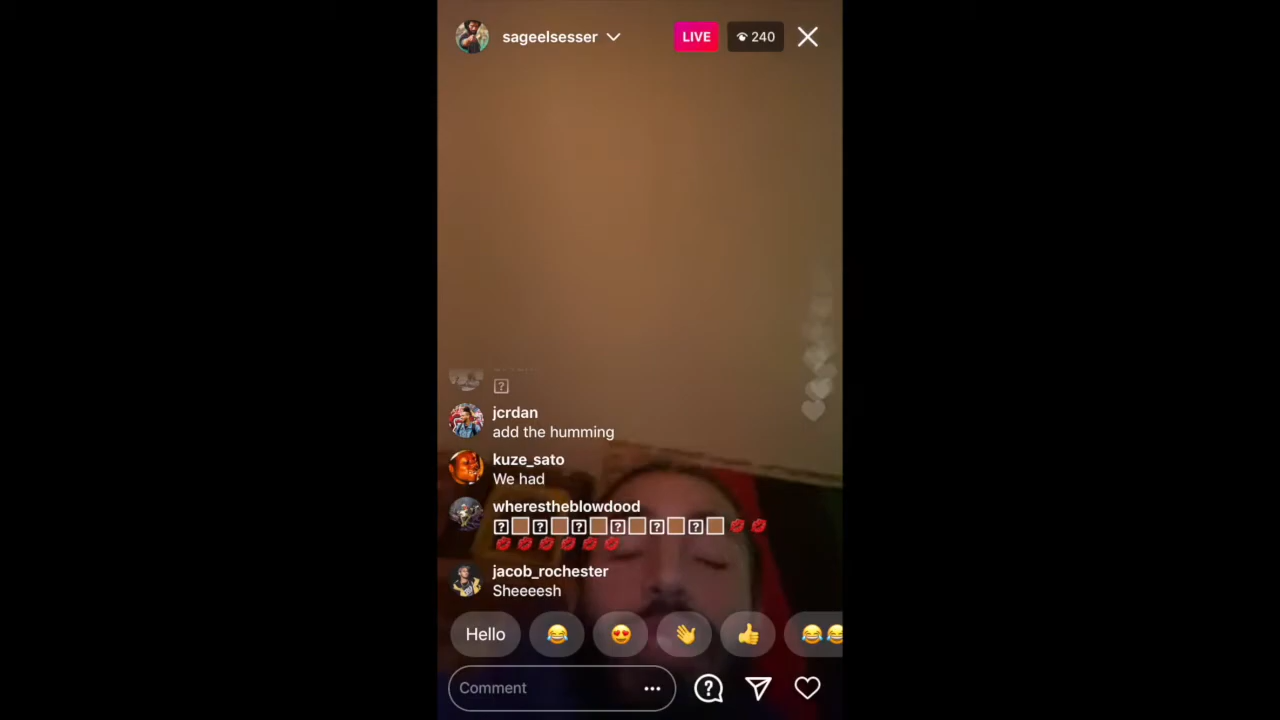 sageelsesser
LIVE
240
jcrdan
add the humming
kuze_sato
We had
wherestheblowdood
jacob_rochester
Sheeeesh
Hello
Comment